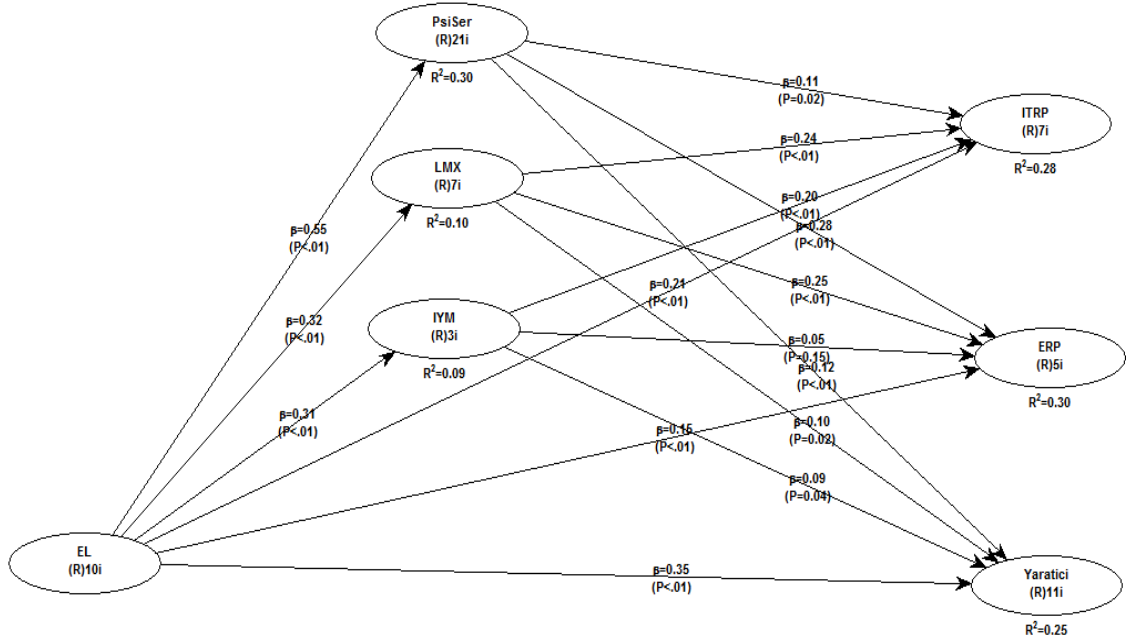 PsiSer
(R)21i
R²=0.30
β=0.11
(P=0.02)
ITRP
(R)7i
R²=0.28
β=0.24
(P<.01)
LMX
(R)7i
R²=0.10
β=0.20
(P<.01)
β=0.28
(P<.01)
β=0.55
(P<.01)
β=0.21
(P<.01)
β=0.25
(P<.01)
IYM
(R)3i
R²=0.09
β=0.32
(P<.01)
β=0.05
(P=0.15)
ERP
(R)5i
R²=0.30
β=0.12
(P<.01)
β=0.31
(P<.01)
β=0.15
(P<.01)
β=0.10
(P=0.02)
β=0.09
(P=0.04)
EL
(R)10i
β=0.35
(P<.01)
Yaratici
(R)11i
R²=0.25